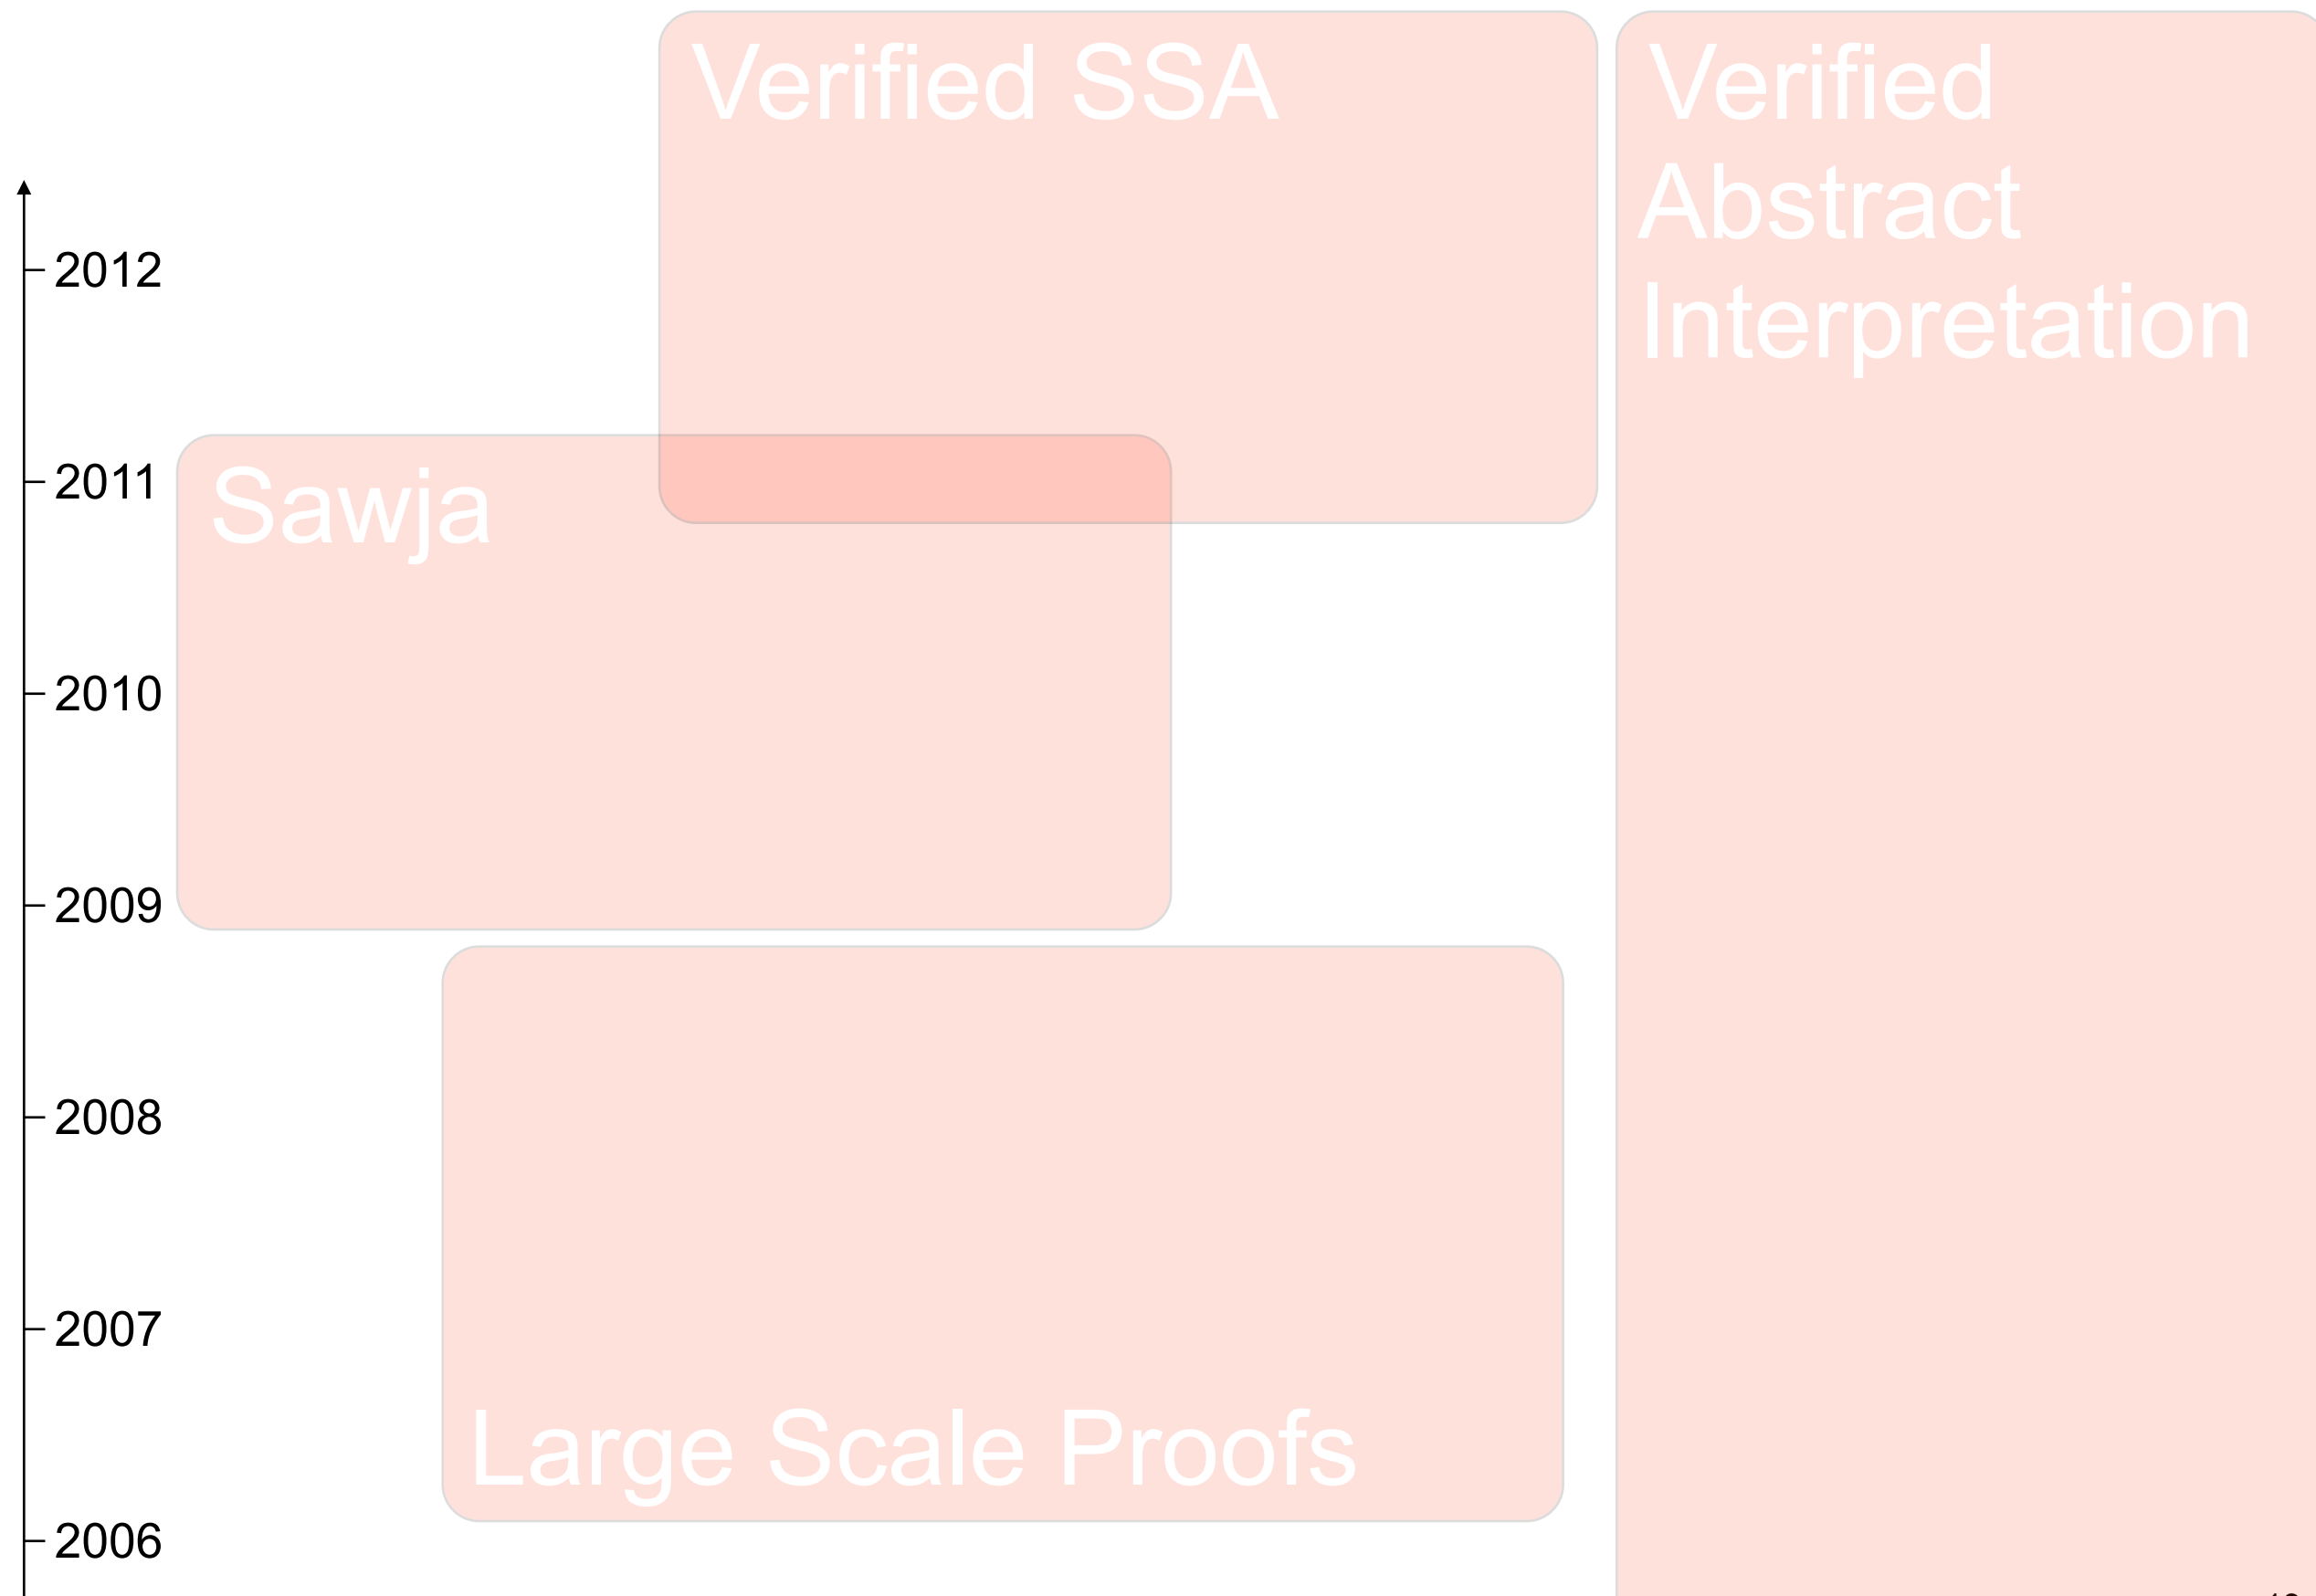 Verified SSA
Verified
Abstract
Interpretation
2012
2011
Sawja
2010
2009
2008
2007
Large Scale Proofs
2006